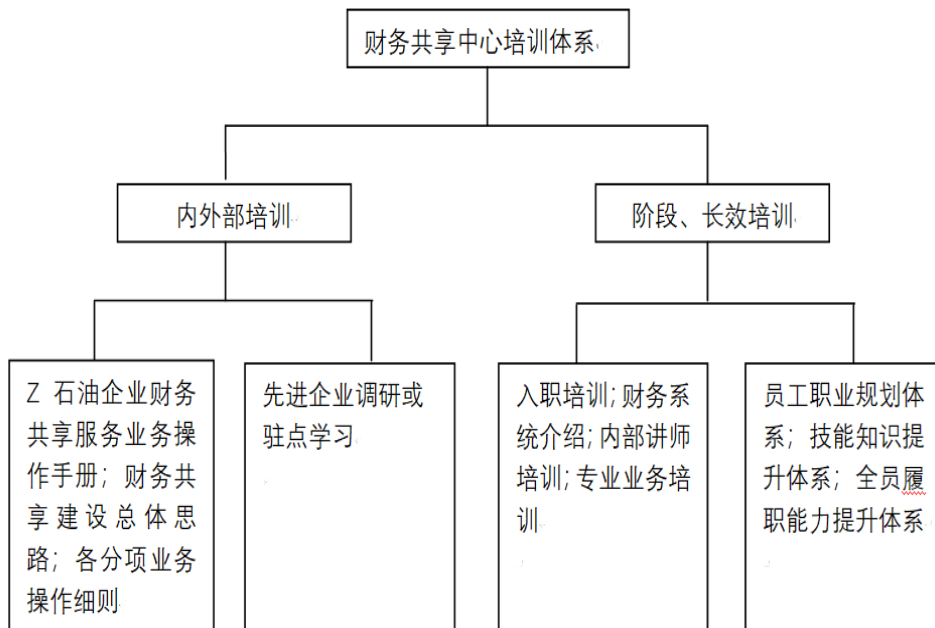 财务共享中心培训体系
内外部培训
阶段、长效培训
Z 石油企业财务
共享服务业务操
作手册；财务共
享建设总体思
路；各分项业务
操作细则
先进企业调研或
驻点学习
入职培训；财务系
统介绍；内部讲师
培训；专业业务培
训
员工职业规划体
系；技能知识提
升体系；全员履
职能力提升体系